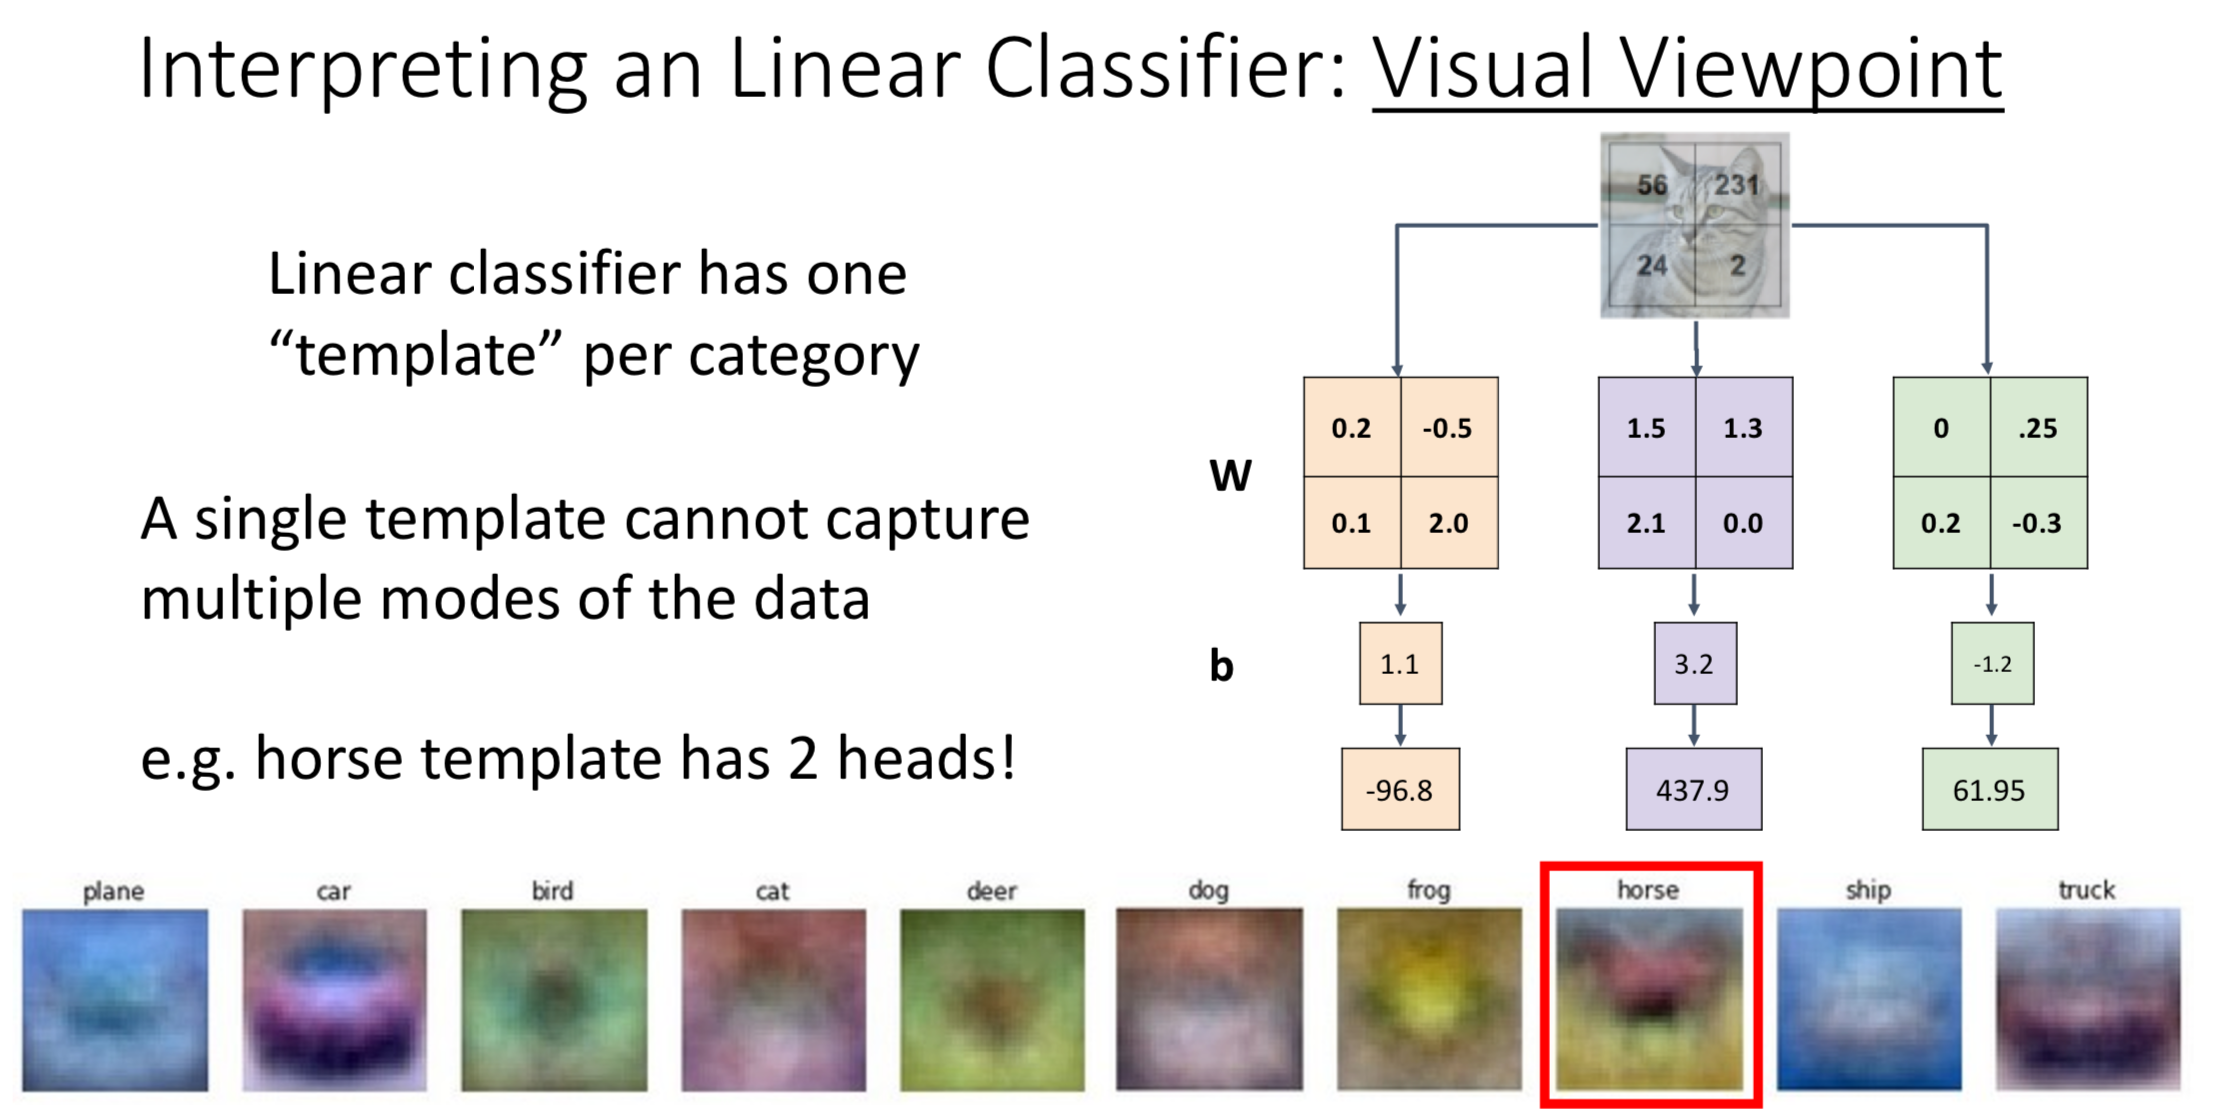 Interpreting an Linear Classifier: Visual Viewpoint
Linear classifier has one
“template” per category
A single template cannot capture
multiple modes of the data
e.g. horse template has 2 heads!
56 231
24 2
W
0.2 -0.5 1.5 1.3 0 .25
0.1 2.0 2.1 0.0 0.2 -0.3
b 1.1 3.2 -1.2
-96.8 437.9 61.95
plane car bird cat deer dog frog horse ship truck